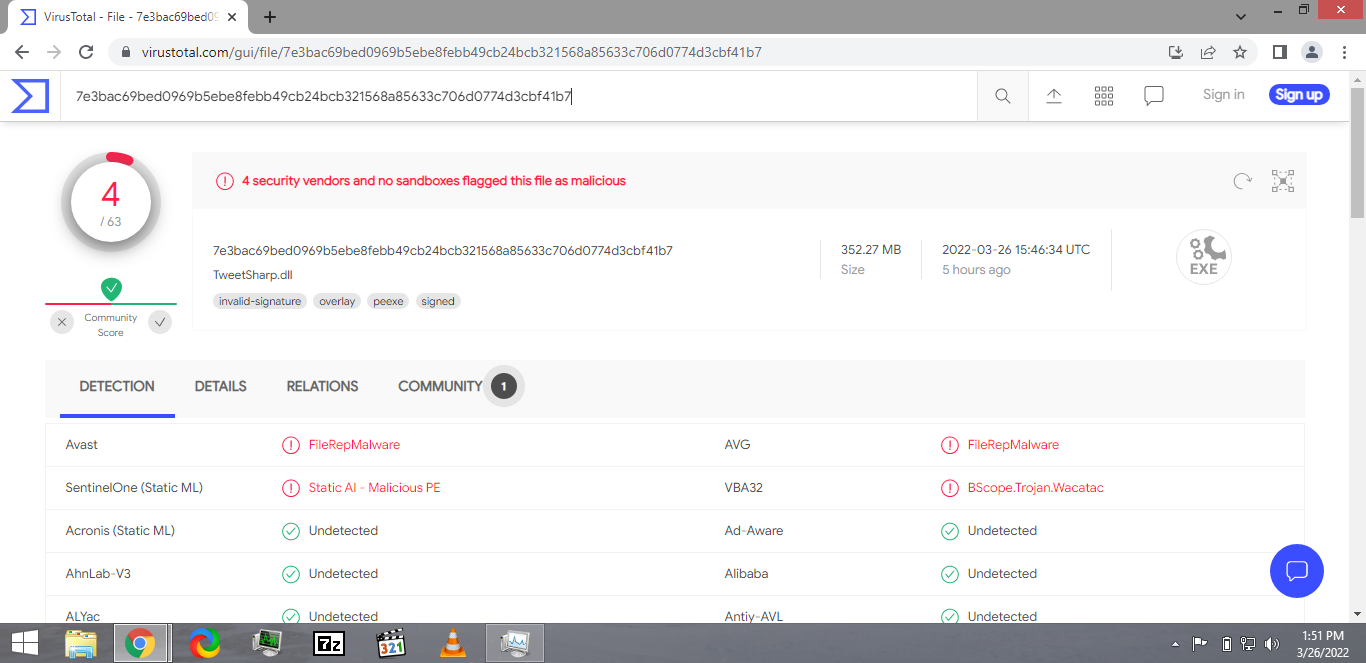 VirusTotal - File - 7e3bac69bed09
virustotal.com/gui/file/7e3bac69bed0969b5ebe8febb49cb24bcb321568a85633c706d0774d3cbf41b7
7e3bac69bed0969b5ebe8febb49cb24bcb321568a85633c706d0774d3cbf41b7
Sign in
Sign up
4
/ 63
Community
Score
4 security vendors and no sandboxes flagged this file as malicious
7e3bac69bed0969b5ebe8febb49cb24bcb321568a85633c706d0774d3cbf41b7
TweetSharp.dll
invalid-signature overlay peexe signed
352.27 MB
Size
2022-03-26 15:46:34 UTC
5 hours ago
EXE
DETECTION DETAILS RELATIONS COMMUNITY 1
Avast FileRepMalware AVG FileRepMalware
SentinelOne (Static ML) Static AI - Malicious PE VBA32 BScope.Trojan.Wacatac
Acronis (Static ML) Undetected Ad-Aware Undetected
AhnLab-V3 Undetected Alibaba Undetected
ALYac Undetected Antiy-AVL Undetected
7z
321
1:51 PM
3/26/2022